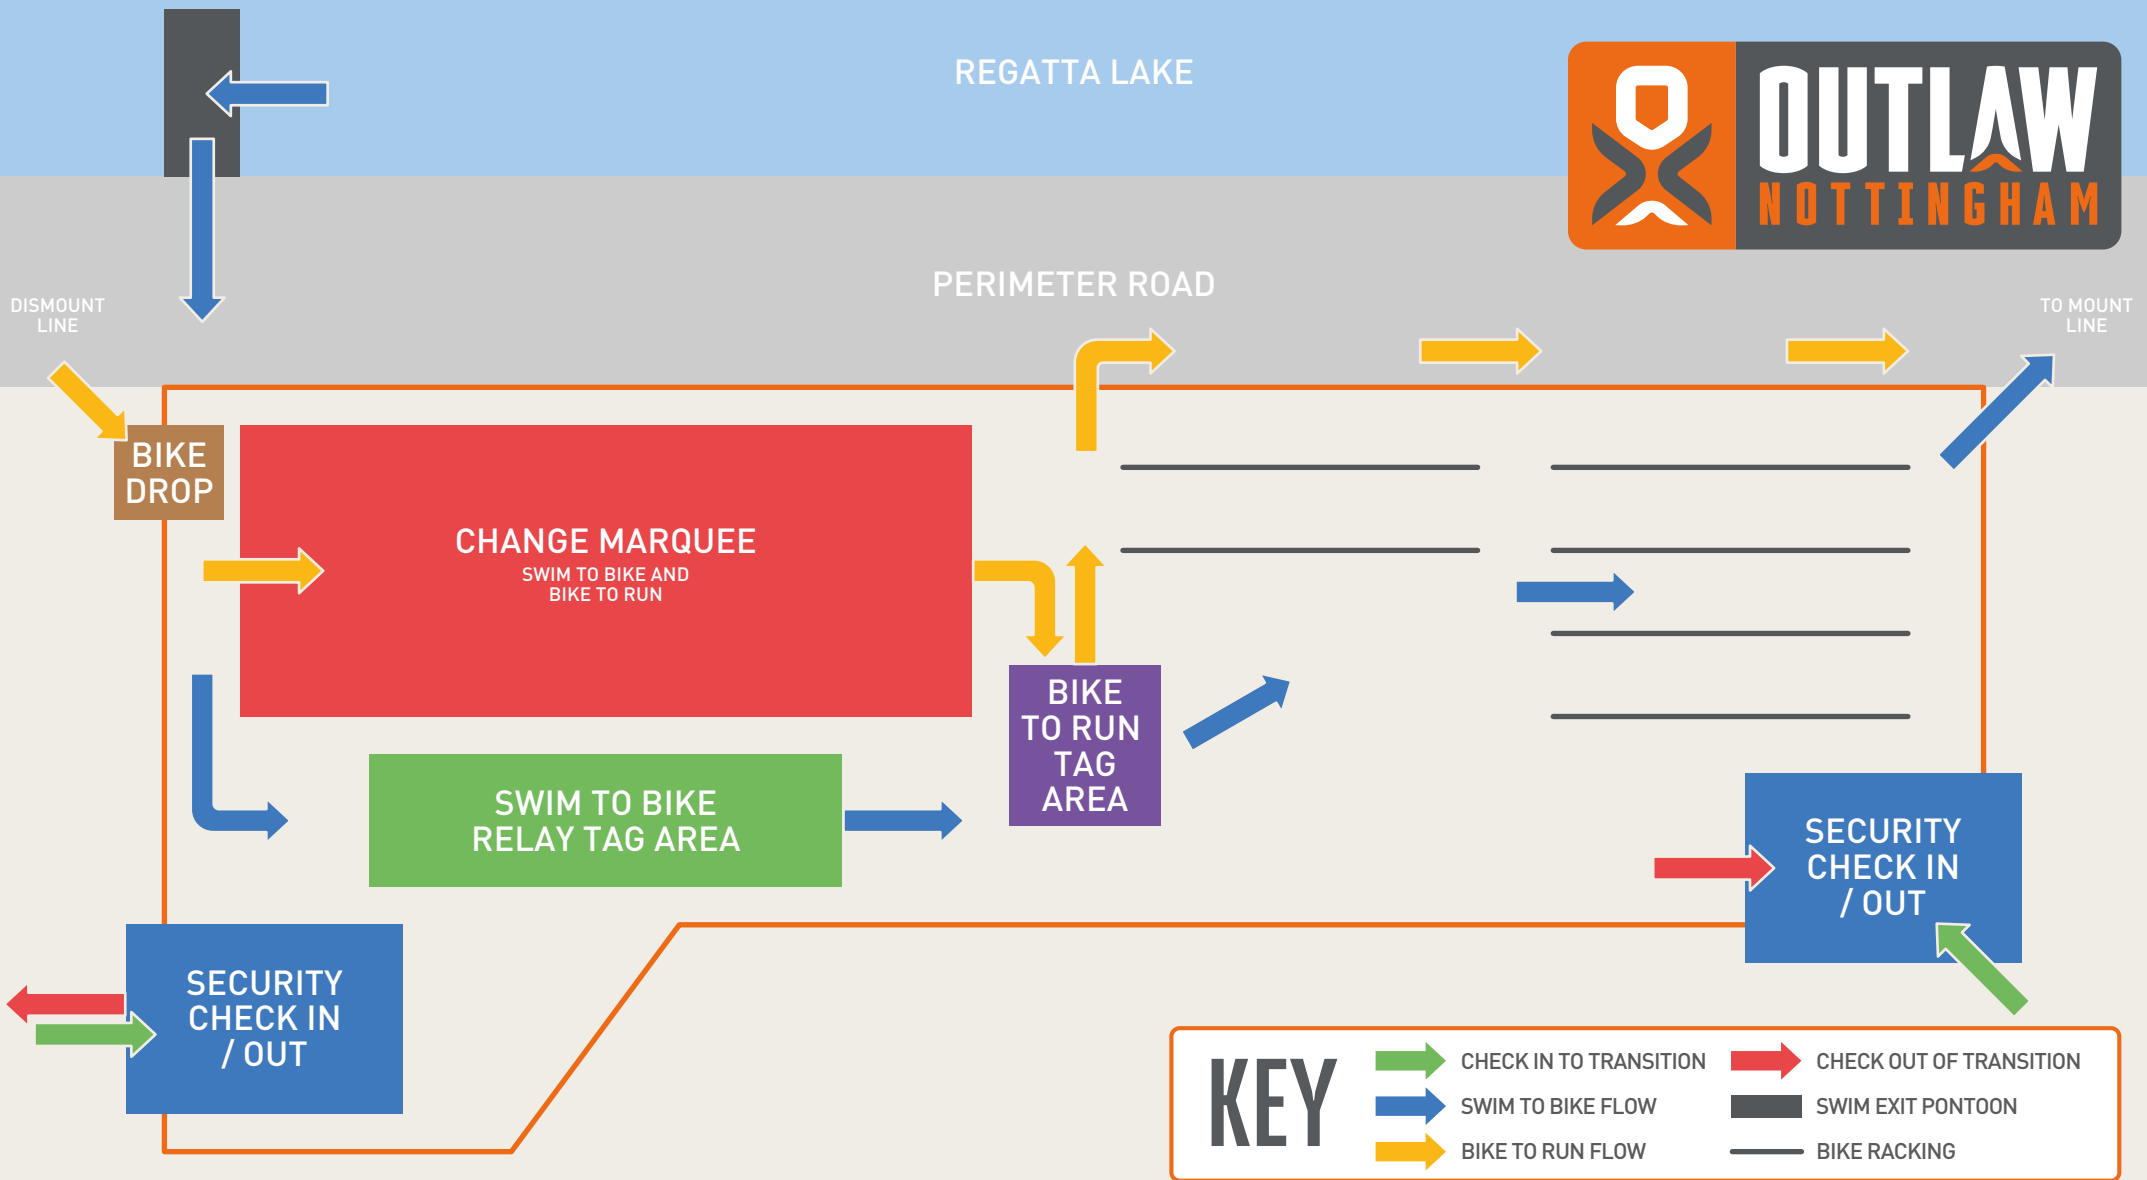 REGATTA LAKE
OUTLAW
NOTTINGHAM
PERIMETER ROAD
DISMOUNT
LINE
TO MOUNT
LINE
BIKE
DROP
CHANGE MARQUEE
SWIM TO BIKE AND
BIKE TO RUN
BIKE
TO RUN
TAG
AREA
SWIM TO BIKE
RELAY TAG AREA
SECURITY
CHECK IN
/ OUT
SECURITY
CHECK IN
/ OUT
KEY
CHECK IN TO TRANSITION
SWIM TO BIKE FLOW
BIKE TO RUN FLOW
CHECK OUT OF TRANSITION
SWIM EXIT PONTOON
BIKE RACKING